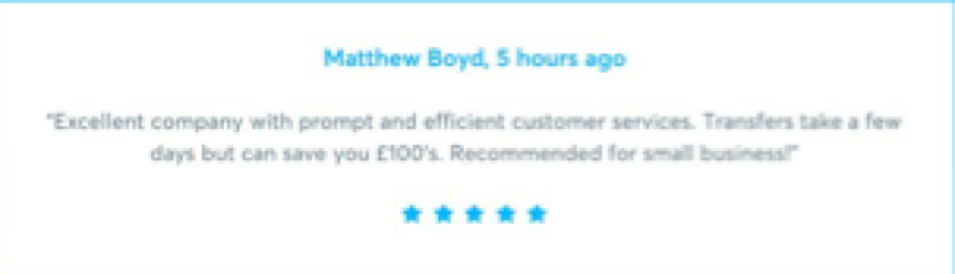 Matthew Boyd, 5 hours ago
"Excellent company with prompt and efficient customer services. Transfers take a few
days but can save you £100's. Recommended for small business!"